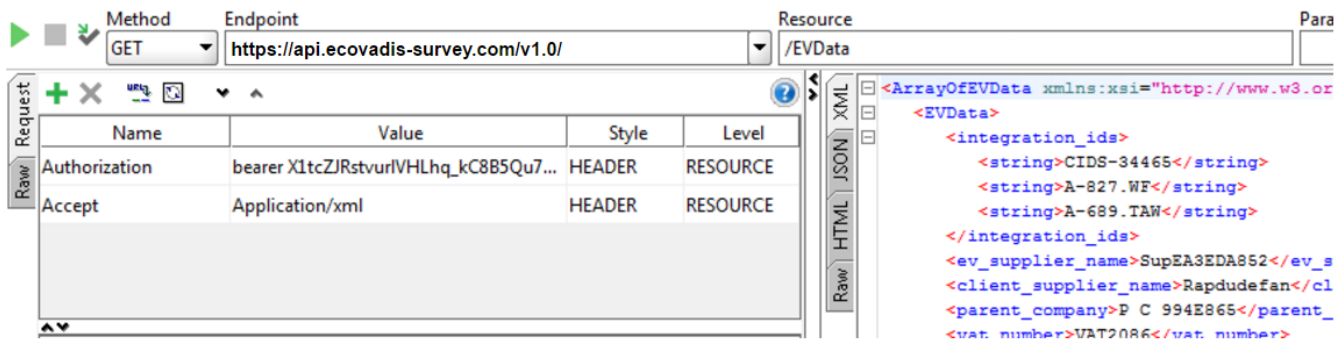 Method Endpoint Resource Para
GET https://api.ecovadis-survey.com/v1.0/ /EVData
Request
Raw
Name Value Style Level
Authorization bearer X1tcZJRstvurlVHLhq_kC8B5Qu7... HEADER RESOURCE
Accept Application/xml HEADER RESOURCE
XML
JSON
HTML
Raw
<ArrayOfEVData xmlns:xsi="http://www.w3.or
<EVData>
<integration_ids>
<string>CIDS-34465</string>
<string>A-827.WF</string>
<string>A-689.TAW</string>
</integration_ids>
<ev_supplier_name>SupEA3EDA852</ev_s
<client_supplier_name>Rapdudefan</cl
<parent_company>P C 994E865</parent_
<vat_number>VAT2086</vat_number>